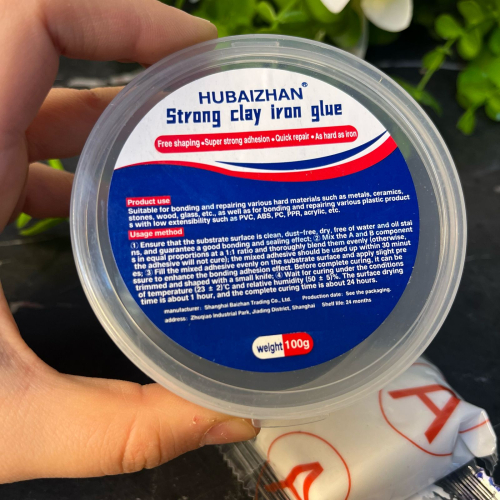 HUBAIZHAN®
Strong clay iron glue
Free shaping●Super strong adhesion●Quick repair●As hard as iron
Product use
Suitable for bonding and repairing various hard materials such as metals, ceramics,
stones, wood, glass, etc., as well as for bonding and repairing various plastic product
s with low extensibility such as PVC, ABS, PC, PPR, acrylic, etc.
Usage method
① Ensure that the substrate surface is clean, dust-free, dry, free of water and oil stai
ns, and guarantee a good bonding and sealing effect; ② Mix the A and B component
s in equal proportions at a 1:1 ratio and thoroughly blend them evenly (otherwise,
the adhesive will not cure); the mixed adhesive should be used up within 30 minut
es; ③ Fill the mixed adhesive evenly on the substrate surface and apply slight pre
ssure to enhance the bonding adhesion effect. Before complete curing, it can be
trimmed and shaped with a small knife; ④ Wait for curing under the conditions
of temperature (23 ± 2)℃ and relative humidity (50 ± 5)%. The surface drying
time is about 1 hour, and the complete curing time is about 24 hours.
manufacturer: Shanghai Baizhan Trading Co., Ltd. Production date: See the packaging.
address: Zhuqiao Industrial Park, Jiading District, Shanghai Shelf life: 24 months
weight 100g
A
A